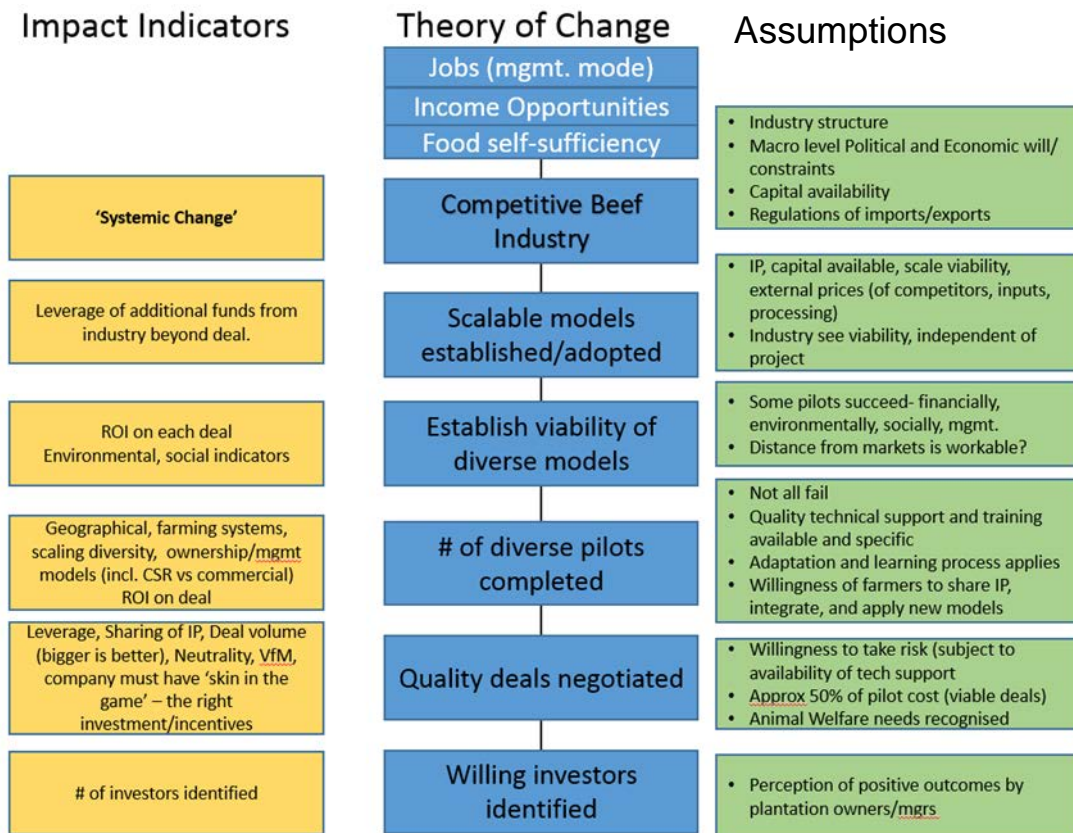 Impact Indicators
Theory of Change
Assumptions
Jobs (mgmt. mode)
Income Opportunities
Food self-sufficiency
• Industry structure
• Macro level Political and Economic will/
constraints
• Capital availability
• Regulations of imports/exports
'Systemic Change'
Competitive Beef
Industry
• IP, capital available, scale viability,
external prices (of competitors, inputs,
processing)
• Industry see viability, independent of
project
Leverage of additional funds from
industry beyond deal.
Scalable models
established/adopted
• Some pilots succeed- financially,
environmentally, socially, mgmt.
• Distance from markets is workable?
ROI on each deal
Environmental, social indicators
Establish viability of
diverse models
• Not all fail
• Quality technical support and training
available and specific
• Adaptation and learning process applies
• Willingness of farmers to share IP,
integrate, and apply new models
Geographical, farming systems,
scaling diversity, ownership/mgmt
models (incl. CSR vs commercial)
ROI on deal
# of diverse pilots
completed
Leverage, Sharing of IP, Deal volume
(bigger is better), Neutrality, VfM,
company must have 'skin in the
game' – the right
investment/incentives
Quality deals negotiated
• Willingness to take risk (subject to
availability of tech support
• Approx 50% of pilot cost (viable deals)
• Animal Welfare needs recognised
# of investors identified
Willing investors
identified
• Perception of positive outcomes by
plantation owners/mgrs